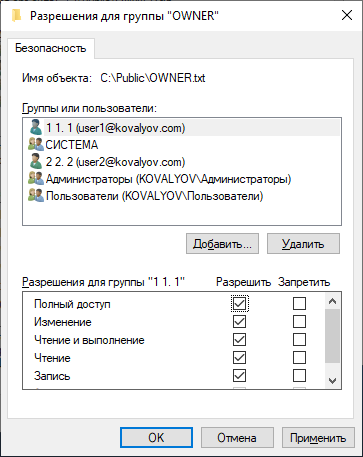 Разрешения для группы "OWNER"
Безопасность
Имя объекта: C:\Public\OWNER.txt
Группы или пользователи:
1 1. 1 (user1@kovalyov.com)
СИСТЕМА
2 2. 2 (user2@kovalyov.com)
Администраторы (KOVALYOV\Администраторы)
Пользователи (KOVALYOV\Пользователи)
Добавить... Удалить
Разрешения для группы "1 1. 1" Разрешить Запретить
Полный доступ
Изменение
Чтение и выполнение
Чтение
Запись
OK Отмена Применить